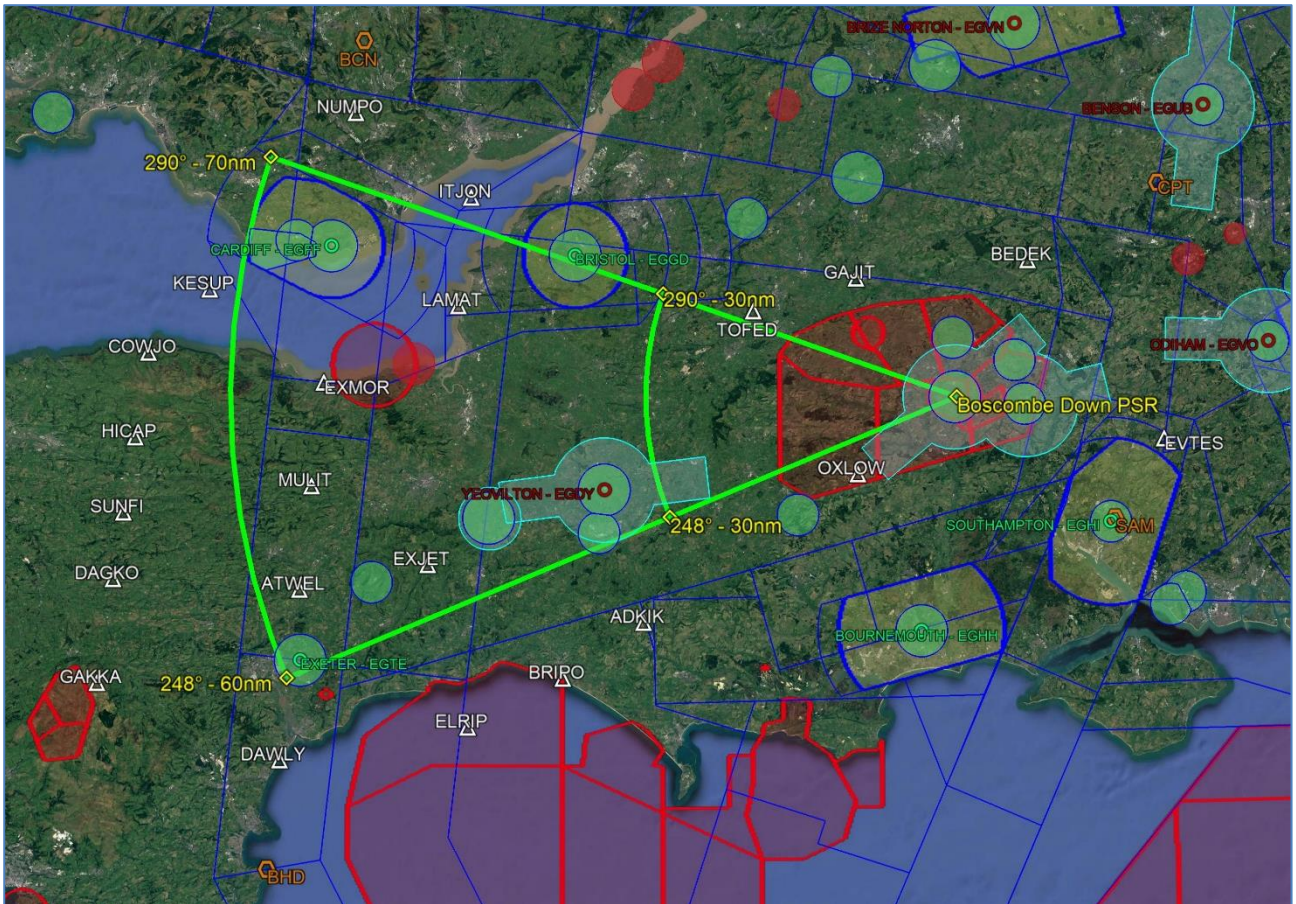 BRIZE NORTON - EGVN
BCN
BENSON - EGUB
NUMPO
290° - 70nm
ITJON
CPT
CARDIFF - EGFF
BRISTOL - EGGD
BEDEK
GAJIT
KESUP
LAMAT
290° - 30nm
TOFED
COWJO
ODIHAM - EGVO
EXMOR
Boscombe Down PSR
HICAP
EVTES
OXLOW
MULIT
YEOVILTON - EGDY
SUNFI
248° - 30nm
SOUTHAMPTON - EGHI
SAM
EXJET
DAGKO
ATWEL
ADKIK
BOURNEMOUTH - EGHH
EXETER - EGTE
BRIPO
GAKKA
248° - 60nm
ELRIP
DAWLY
BHD